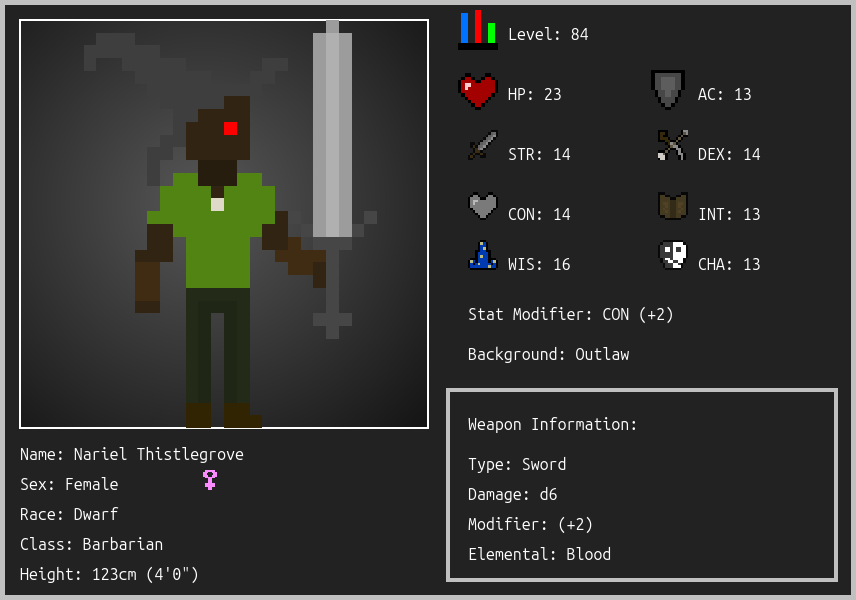 Level: 84
HP: 23
AC: 13
STR: 14
DEX: 14
CON: 14
INT: 13
WIS: 16
CHA: 13
Stat Modifier: CON (+2)
Background: Outlaw
Weapon Information:
Type: Sword
Damage: d6
Modifier: (+2)
Elemental: Blood
Name: Nariel Thistlegrove
Sex: Female
Race: Dwarf
Class: Barbarian
Height: 123cm (4'0")